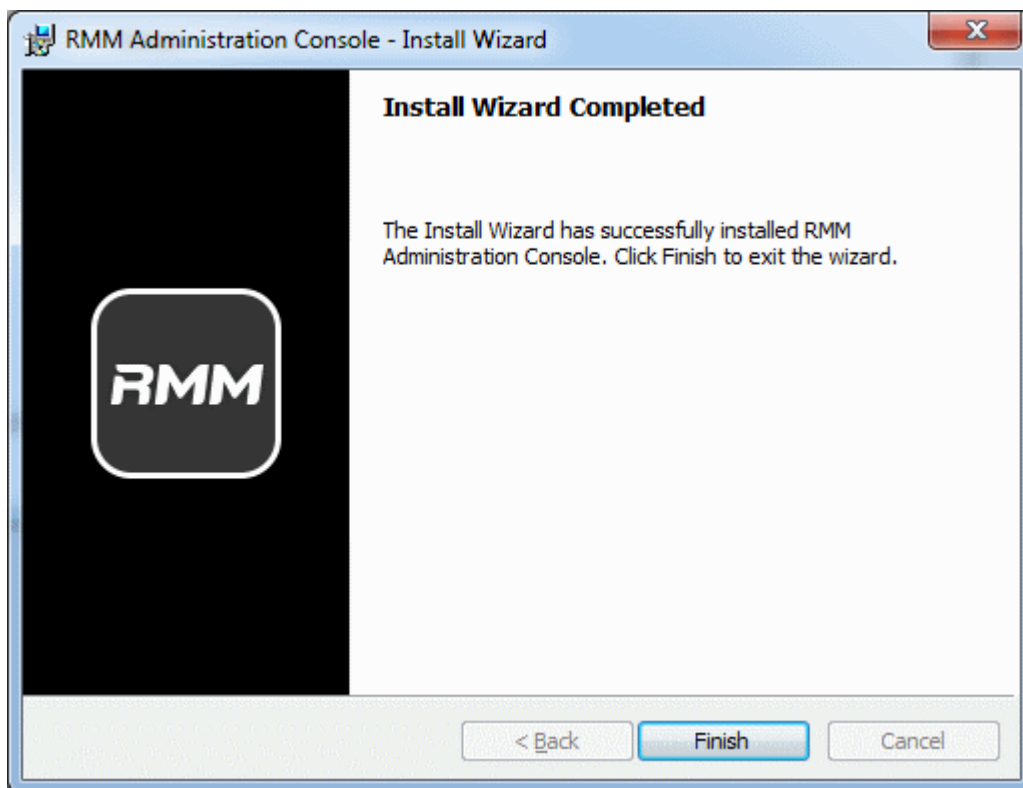 RMM Administration Console - Install Wizard
Install Wizard Completed
The Install Wizard has successfully installed RMM
Administration Console. Click Finish to exit the wizard.
RMM
< Back
Finish
Cancel